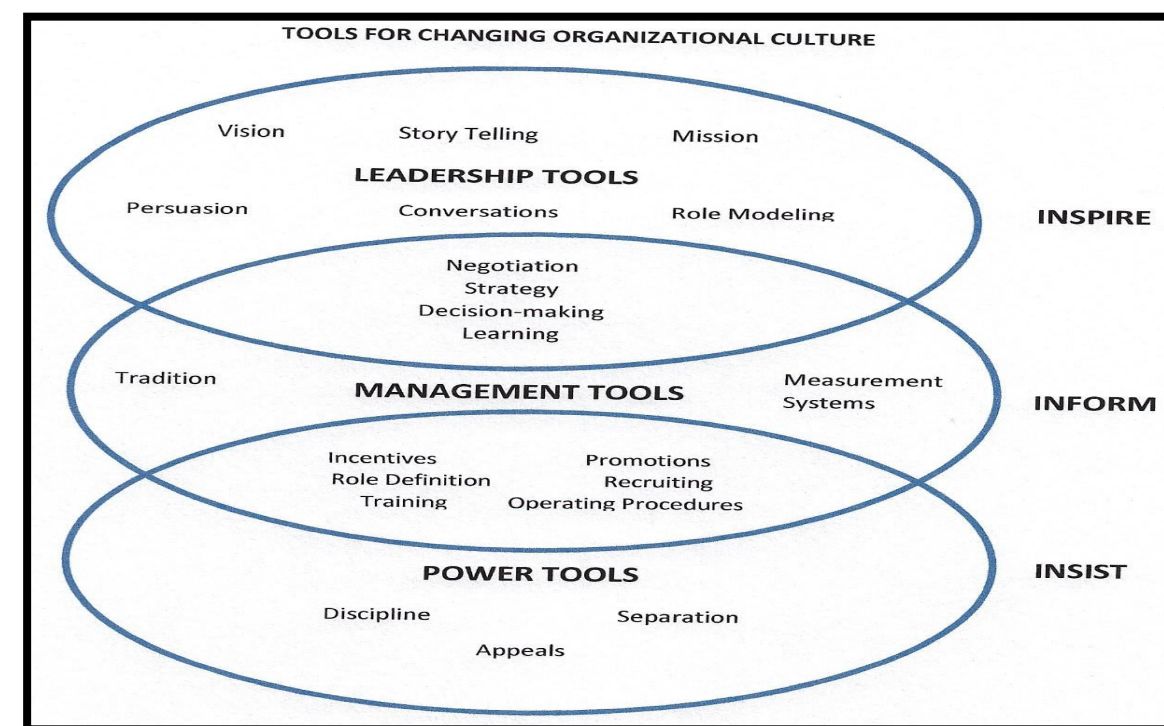 TOOLS FOR CHANGING ORGANIZATIONAL CULTURE
Vision Story Telling Mission
LEADERSHIP TOOLS
Persuasion Conversations Role Modeling
INSPIRE
Negotiation
Strategy
Decision-making
Learning
Tradition
MANAGEMENT TOOLS
Measurement
Systems
INFORM
Incentives Promotions
Role Definition Recruiting
Training Operating Procedures
POWER TOOLS
INSIST
Discipline Separation
Appeals